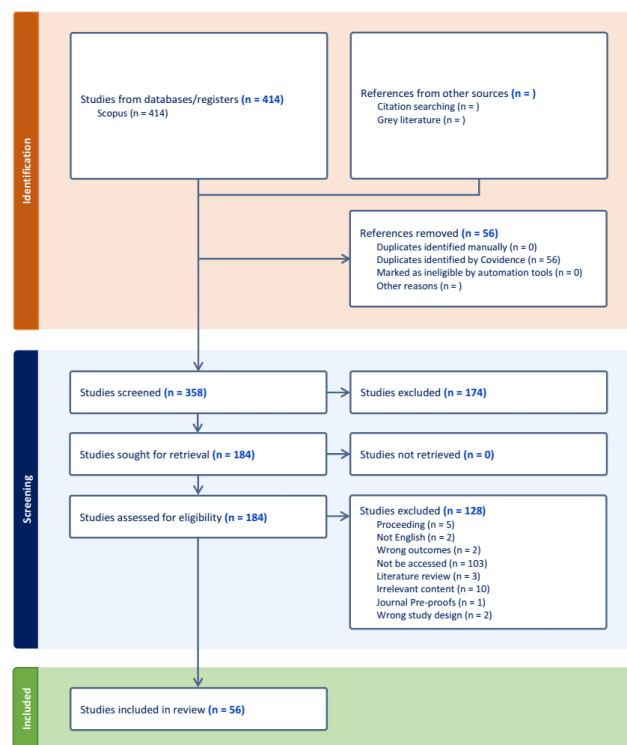 Identification
Studies from databases/registers (n = 414)
Scopus (n = 414)
References from other sources (n = )
Citation searching (n = )
Grey literature (n = )
References removed (n = 56)
Duplicates identified manually (n = 0)
Duplicates identified by Covidence (n = 56)
Marked as ineligible by automation tools (n = 0)
Other reasons (n = )
Screening
Studies screened (n = 358)
Studies excluded (n = 174)
Studies sought for retrieval (n = 184)
Studies not retrieved (n = 0)
Studies assessed for eligibility (n = 184)
Studies excluded (n = 128)
Proceeding (n = 5)
Not English (n = 2)
Wrong outcomes (n = 2)
Not be accessed (n = 103)
Literature review (n = 3)
Irrelevant content (n = 10)
Journal Pre-proofs (n = 1)
Wrong study design (n = 2)
Included
Studies included in review (n = 56)